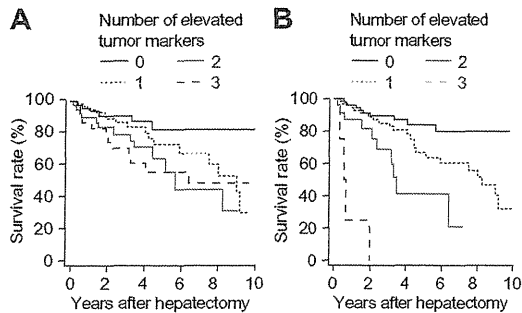 A
Number of elevated
tumor markers
0 2
1 3
Survival rate (%)
100
80
60
40
20
0
0 2 4 6 8 10
Years after hepatectomy
B
Number of elevated
tumor markers
0 2
1 3
Survival rate (%)
100
80
60
40
20
0
0 2 4 6 8 10
Years after hepatectomy